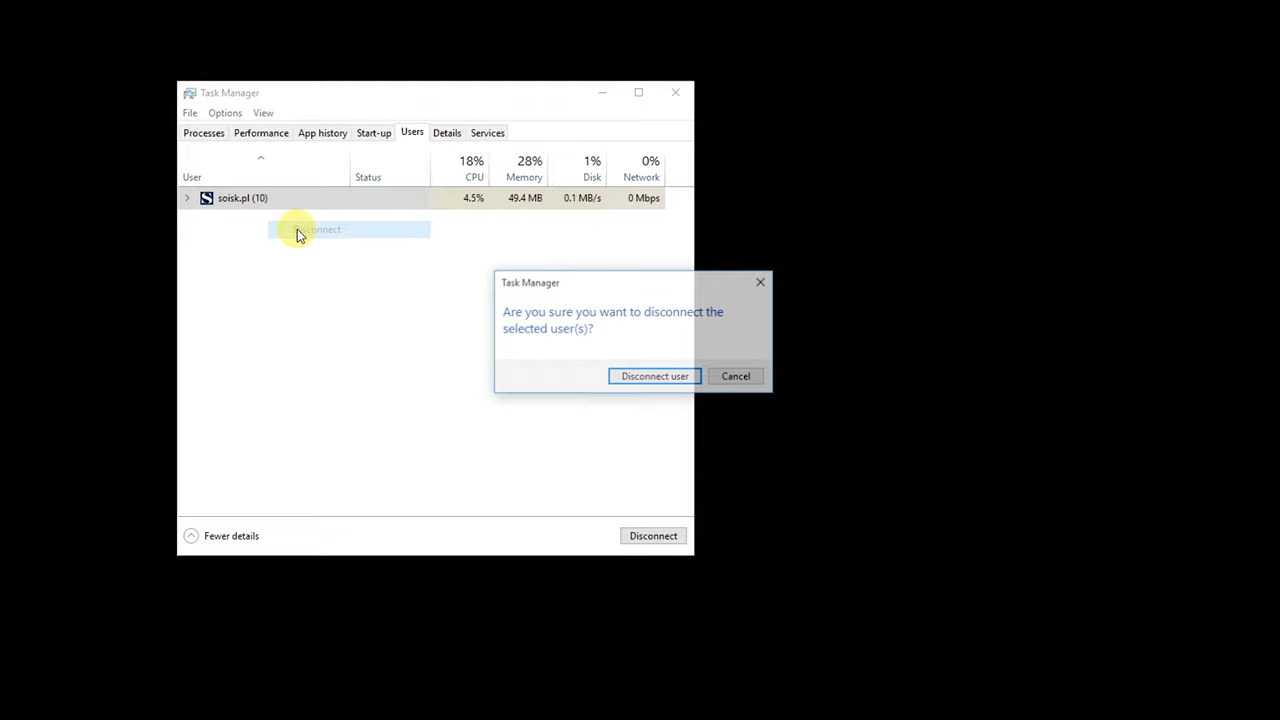 Task Manager
File Options View
Processes Performance App history Start-up Users Details Services
18% 28% 1% 0%
User Status CPU Memory Disk Network
soisk.pl (10) 4.5% 49.4 MB 0.1 MB/s 0 Mbps
Disconnect
Task Manager
Are you sure you want to disconnect the
selected user(s)?
Disconnect user Cancel
Fewer details Disconnect